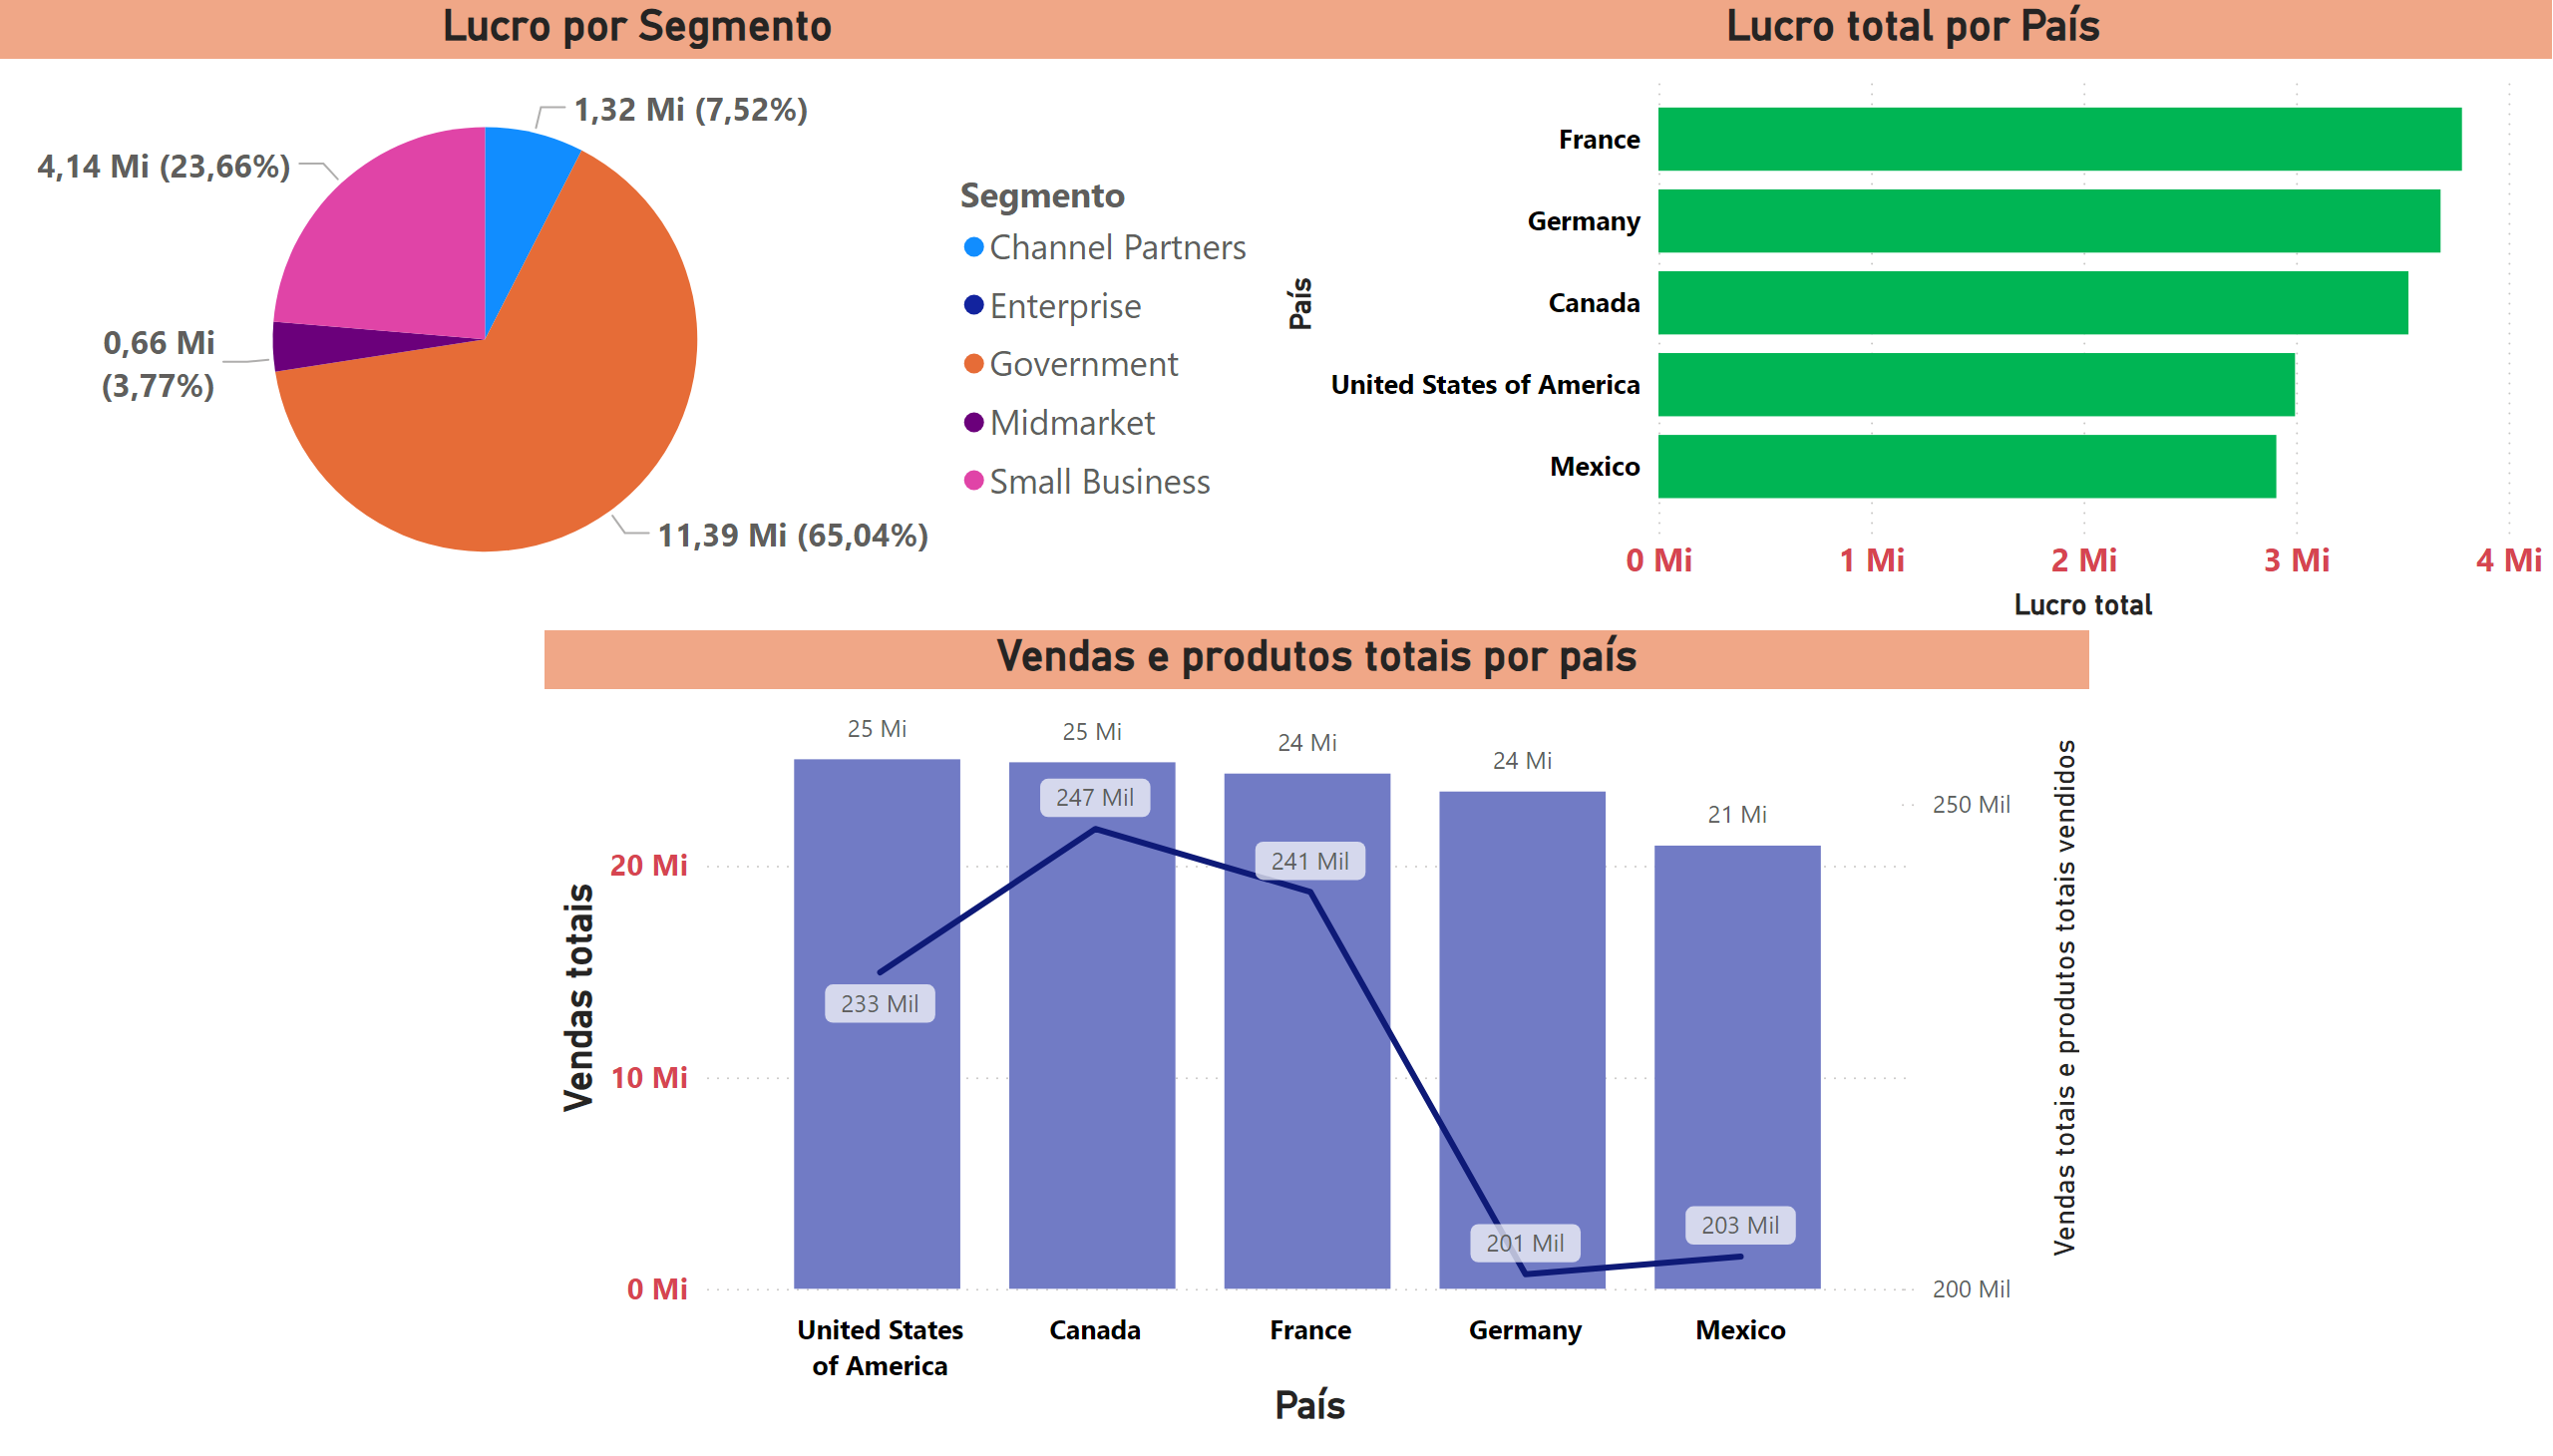 Lucro por Segmento
1,32 Mi (7,52%)
4,14 Mi (23,66%)
0,66 Mi
(3,77%)
11,39 Mi (65,04%)
Segmento
Channel Partners
Enterprise
Government
Midmarket
Small Business
Lucro total por País
País
France
Germany
Canada
United States of America
Mexico
0 Mi
1 Mi
2 Mi
3 Mi
4 Mi
Lucro total
Vendas e produtos totais por país
Vendas totais
20 Mi
10 Mi
0 Mi
25 Mi
25 Mi
24 Mi
24 Mi
21 Mi
233 Mil
247 Mil
241 Mil
201 Mil
203 Mil
250 Mil
200 Mil
Vendas totais e produtos totais vendidos
United States
of America
Canada
France
Germany
Mexico
País